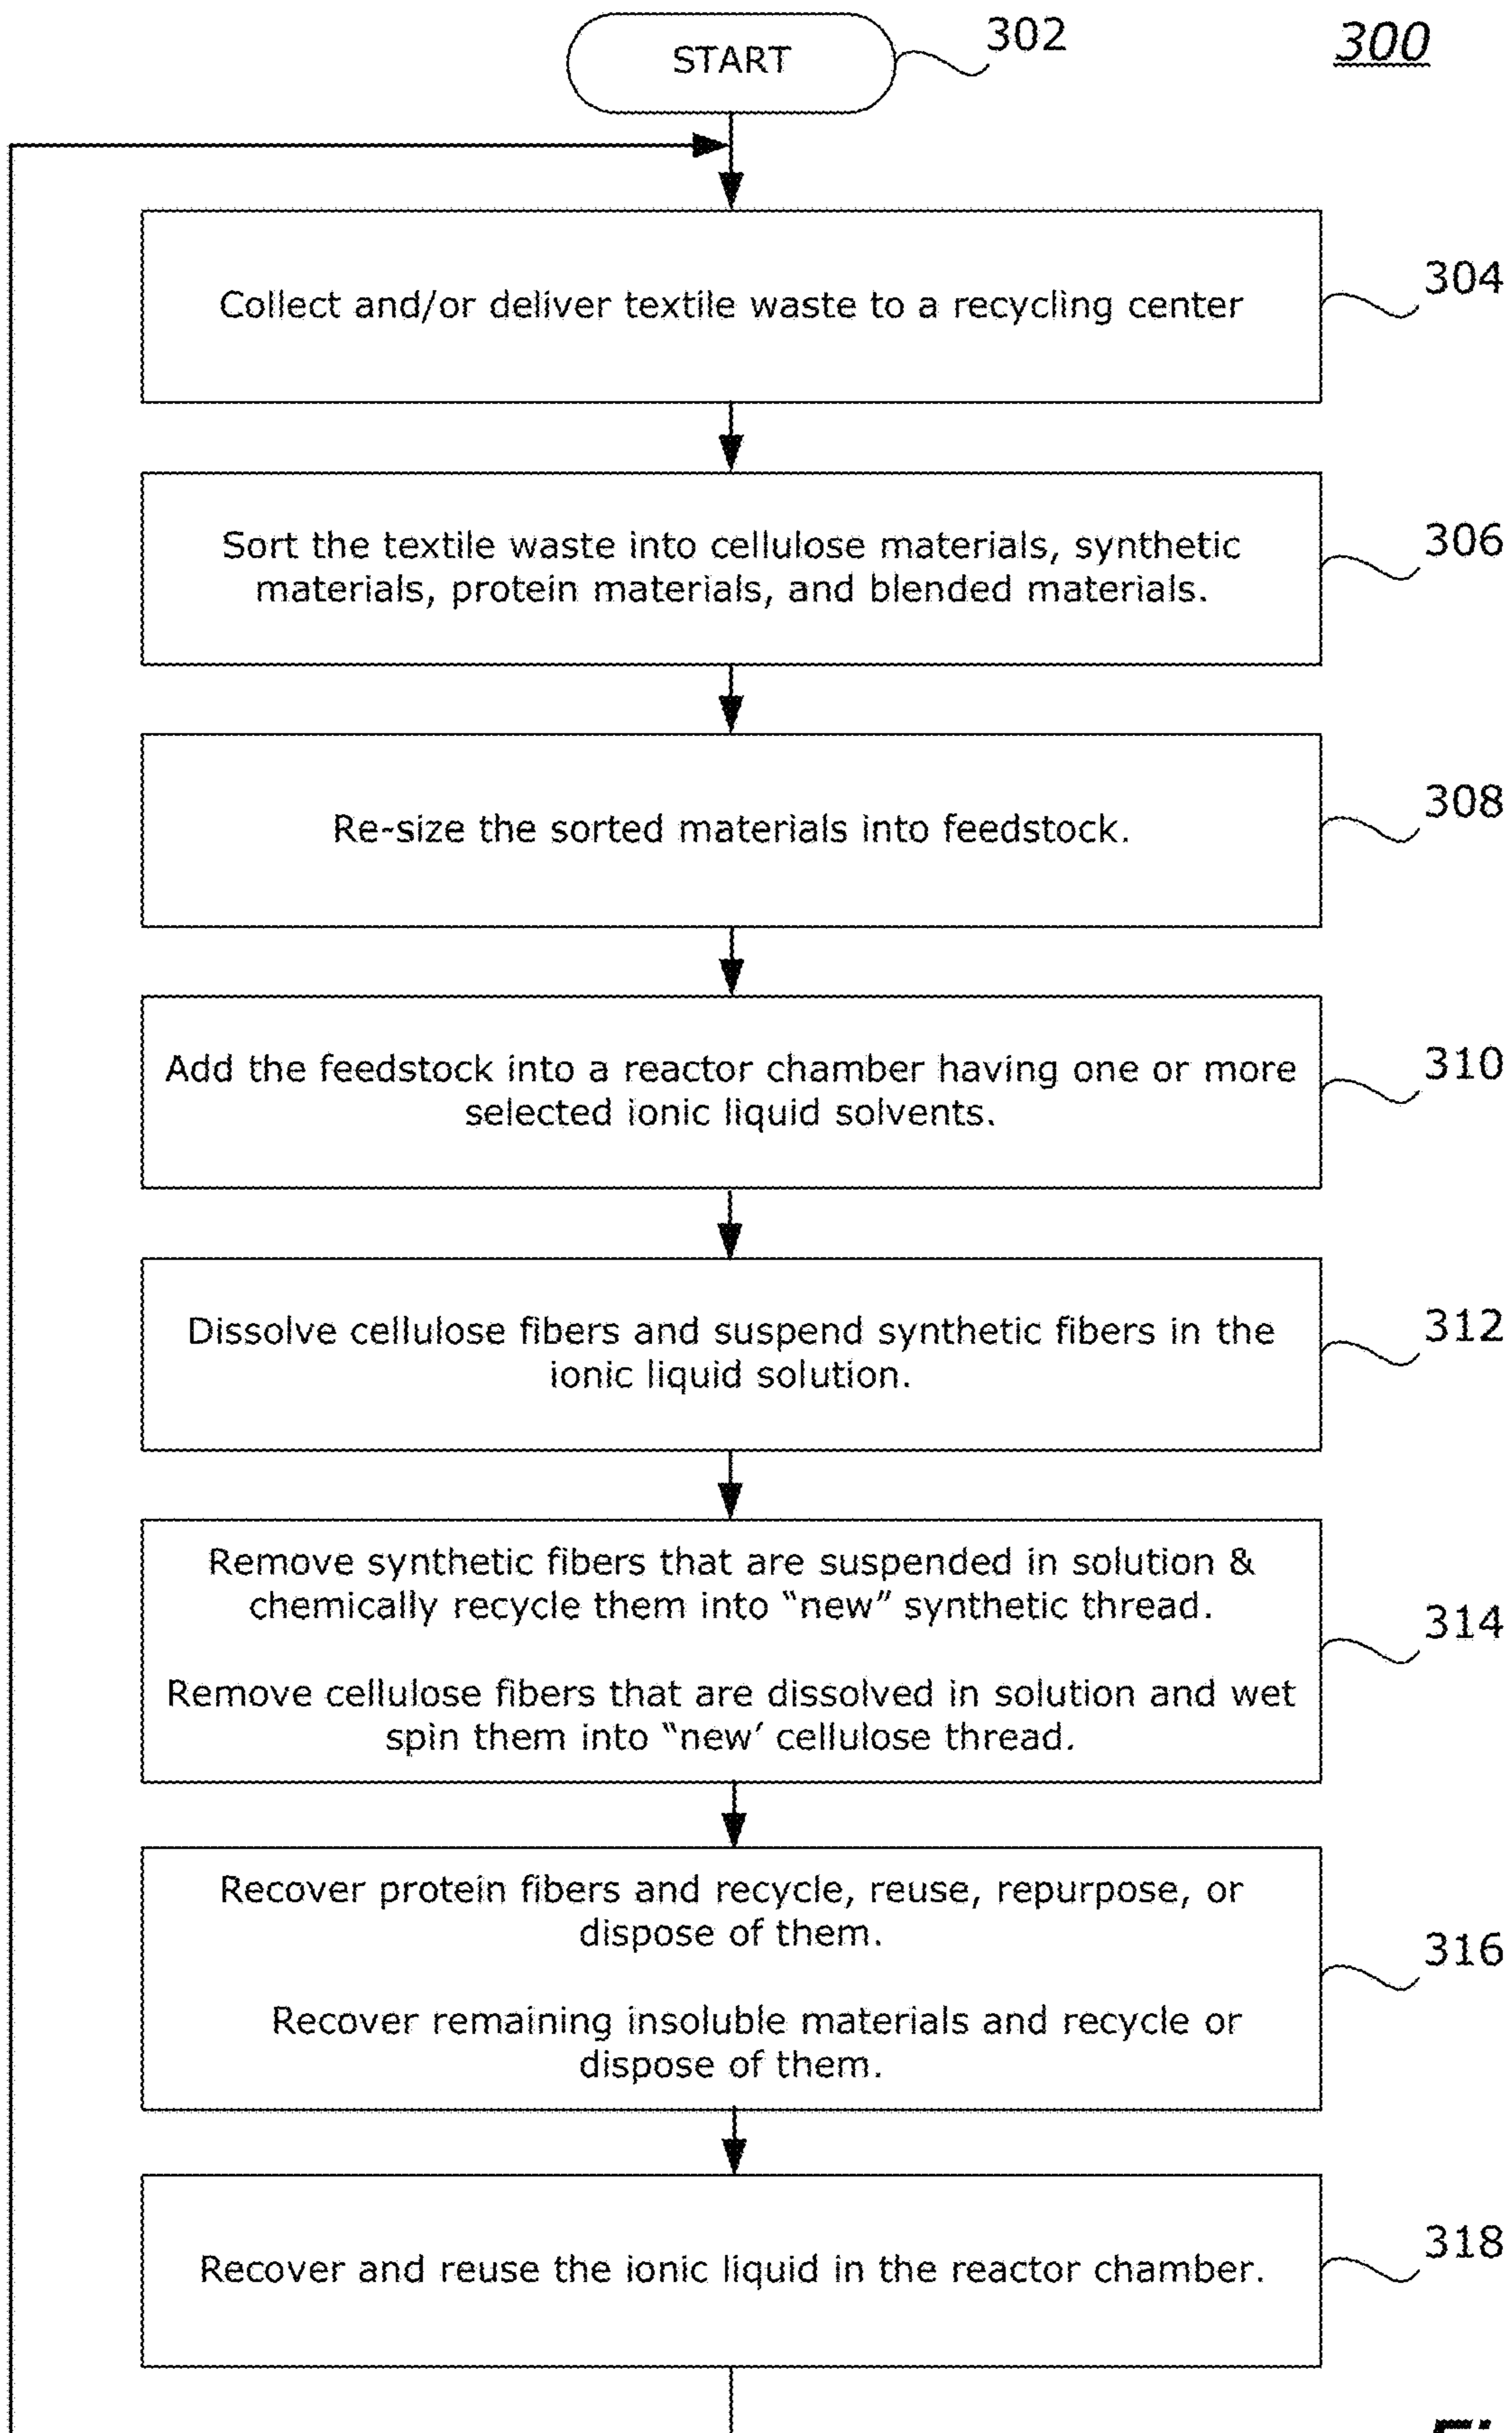 START
302
300
Collect and/or deliver textile waste to a recycling center
304
Sort the textile waste into cellulose materials, synthetic
materials, protein materials, and blended materials.
306
Re-size the sorted materials into feedstock.
308
Add the feedstock into a reactor chamber having one or more
selected ionic liquid solvents.
310
Dissolve cellulose fibers and suspend synthetic fibers in the
ionic liquid solution.
312
Remove synthetic fibers that are suspended in solution &
chemically recycle them into “new” synthetic thread.
Remove cellulose fibers that are dissolved in solution and wet
spin them into “new’ cellulose thread.
314
Recover protein fibers and recycle, reuse, repurpose, or
dispose of them.
Recover remaining insoluble materials and recycle or
dispose of them.
316
Recover and reuse the ionic liquid in the reactor chamber.
318